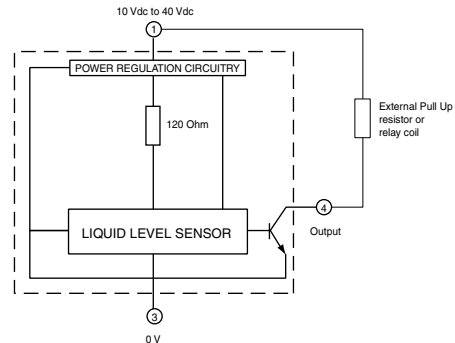 10 Vdc to 40 Vdc
1
POWER REGULATION CIRCUITRY
120 Ohm
External Pull Up
resistor or
relay coil
4
Output
LIQUID LEVEL SENSOR
3
0 V